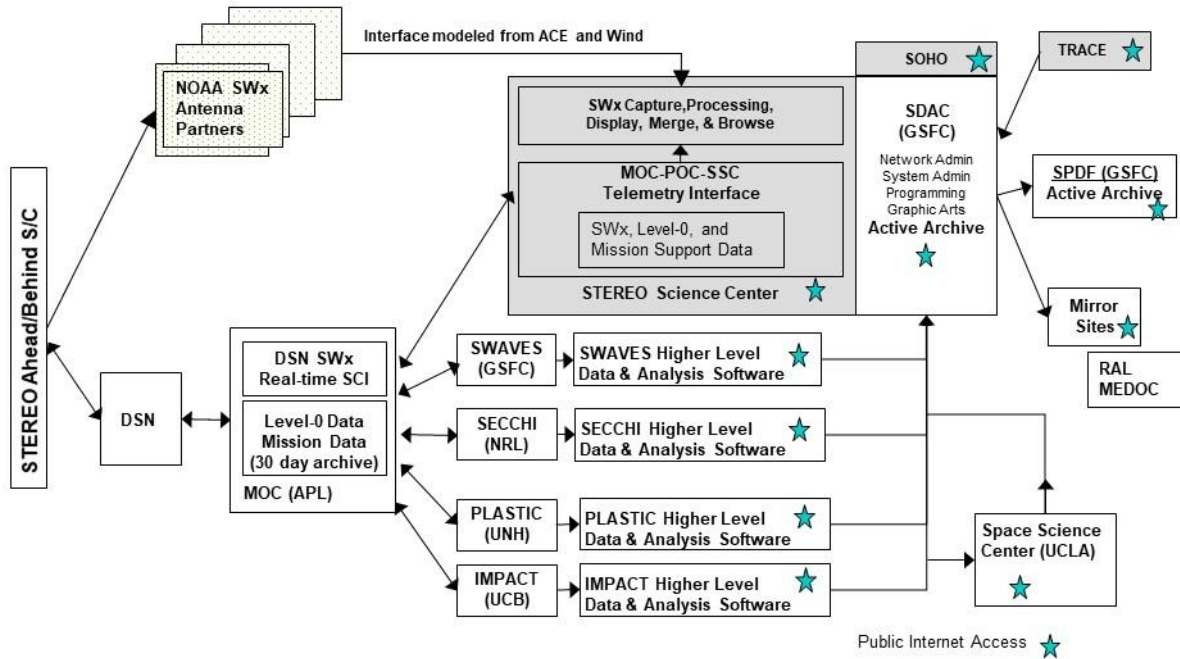 Interface modeled from ACE and Wind
NOAA SWx
Antenna
Partners
STEREO Ahead/Behind S/C
DSN
DSN SWx
Real-time SCI
Level-0 Data
Mission Data
(30 day archive)
MOC (APL)
SWx Capture,Processing,
Display, Merge, & Browse
MOC-POC-SSC
Telemetry Interface
SWx, Level-0, and
Mission Support Data
STEREO Science Center
SOHO
SDAC
(GSFC)
Network Admin
System Admin
Programming
Graphic Arts
Active Archive
TRACE
SPDF (GSFC)
Active Archive
Mirror
Sites
RAL
MEDOC
SWAVES
(GSFC)
SWAVES Higher Level
Data & Analysis Software
SECCHI
(NRL)
SECCHI Higher Level
Data & Analysis Software
PLASTIC
(UNH)
PLASTIC Higher Level
Data & Analysis Software
IMPACT
(UCB)
IMPACT Higher Level
Data & Analysis Software
Space Science
Center (UCLA)
Public Internet Access